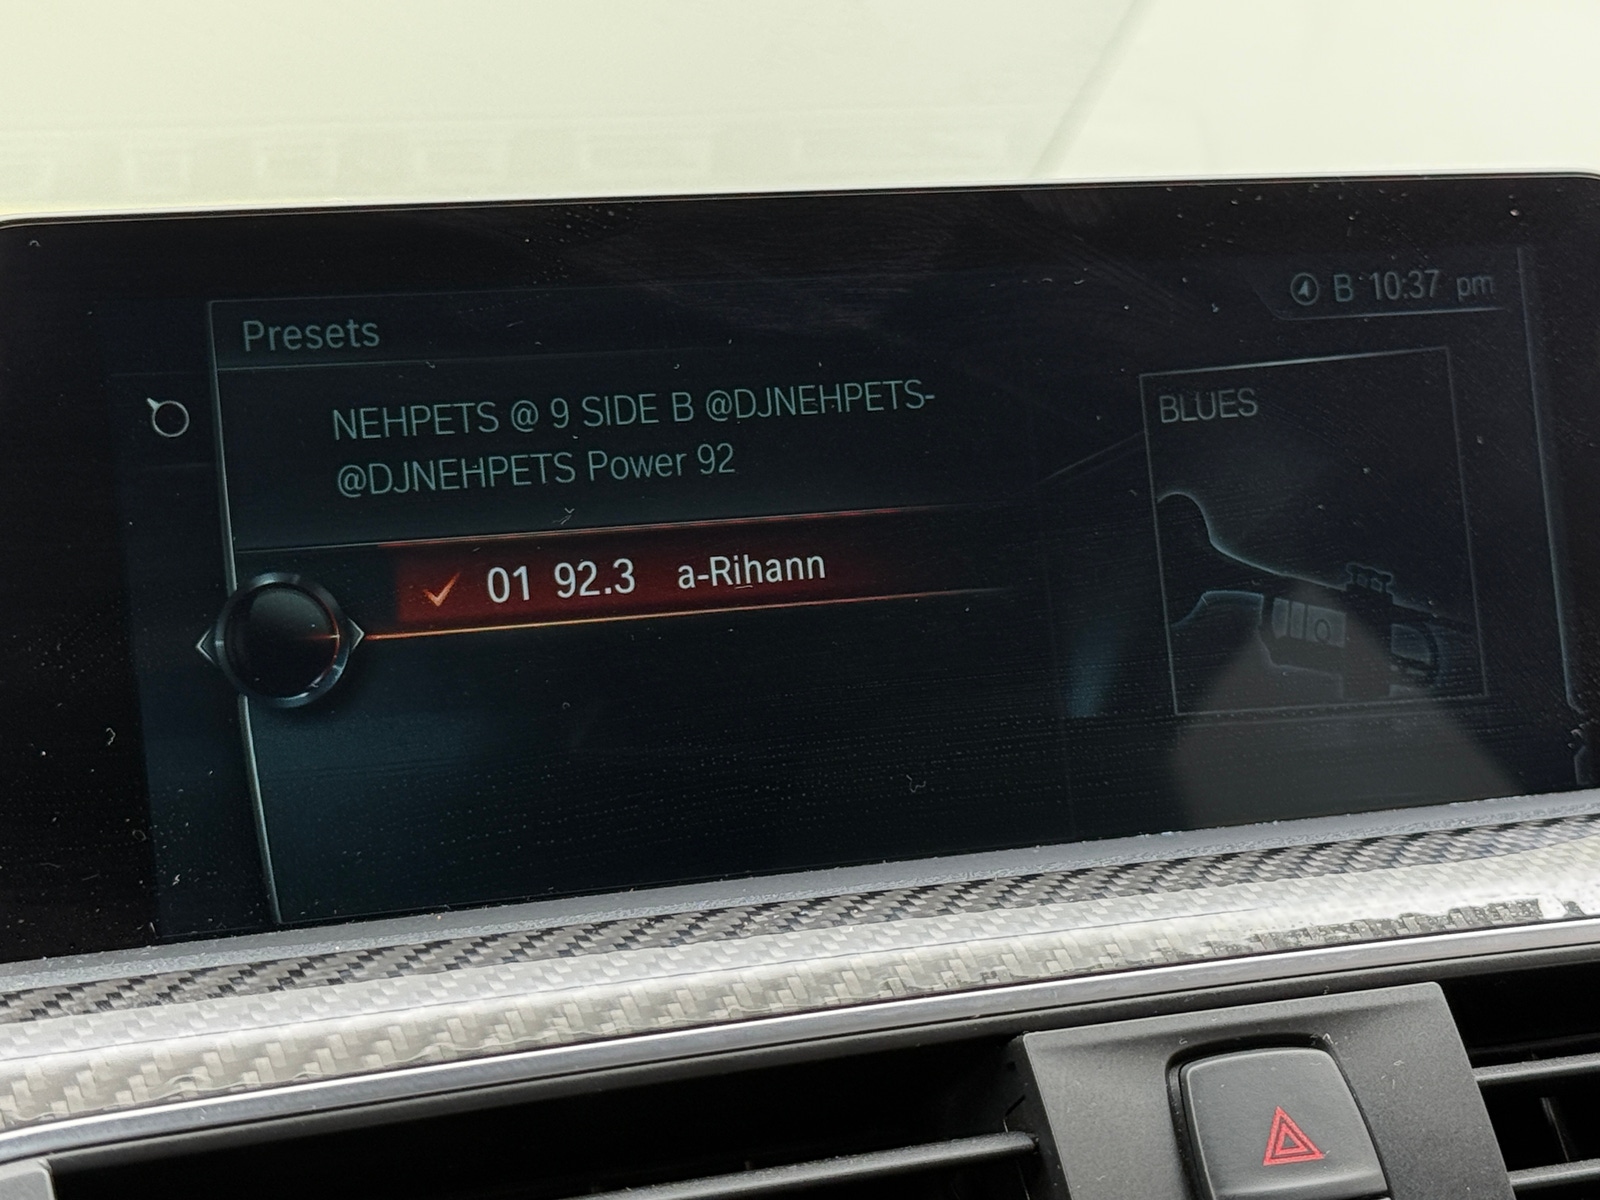 B 10:37 pm
Presets
NEHPETS @ 9 SIDE B @DJNEHPETS-
@DJNEHPETS Power 92
01 92.3 a-Rihann
BLUES